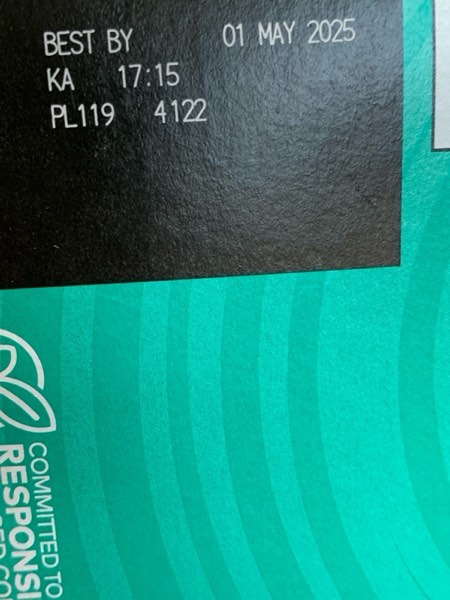 BEST BY 01 MAY 2025
KA 17:15
PL119 4122
COMMITTED TO
RESPONSI